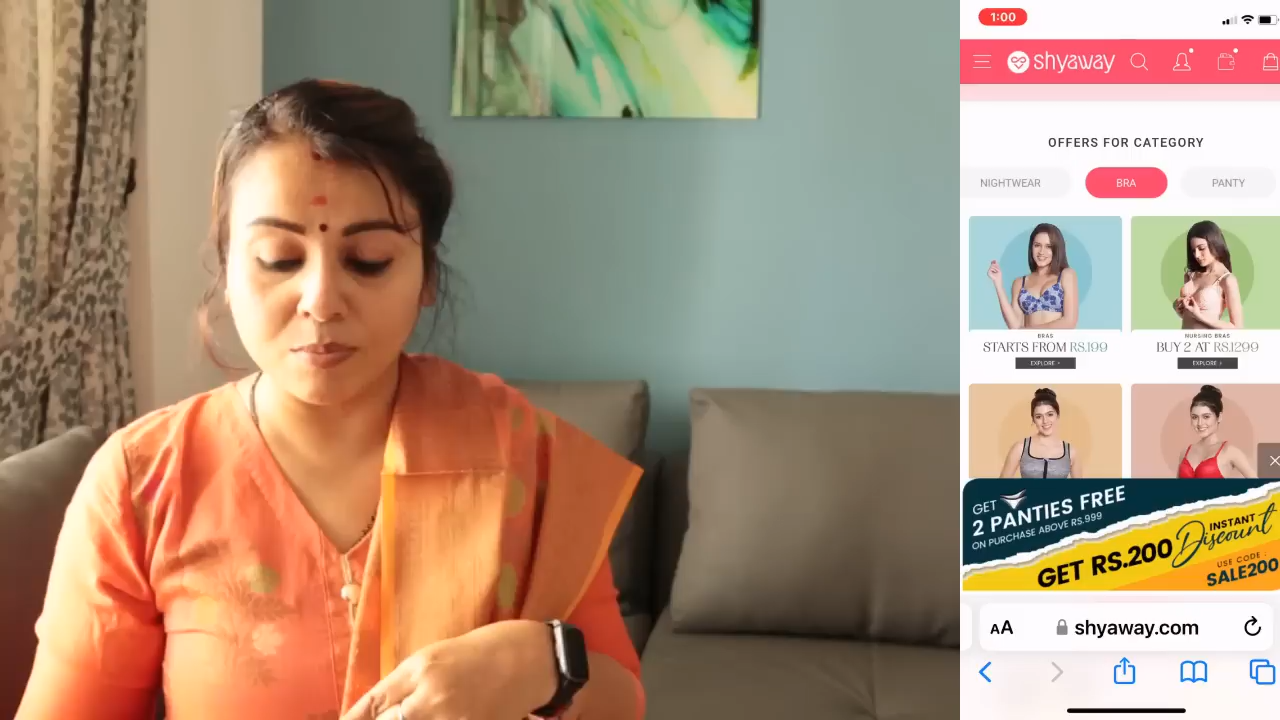 1:00
shyaway
OFFERS FOR CATEGORY
NIGHTWEAR
BRA
PANTY
BRAS
STARTS FROM RS.199
EXPLORE >
NURSING BRAS
BUY 2 AT RS.1299
EXPLORE >
GET
2 PANTIES FREE
ON PURCHASE ABOVE RS.999
GET RS.200
INSTANT
Discount
USE CODE :
SALE200
AA
shyaway.com